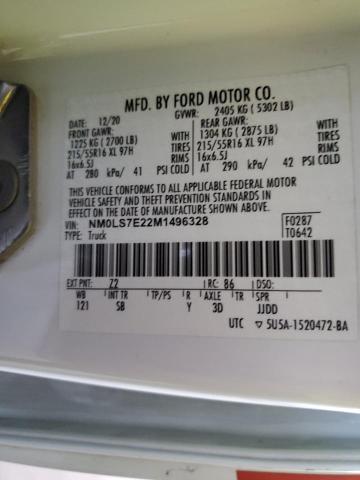 MFD. BY FORD MOTOR CO.
DATE: 12/20 GVWR: 2405 KG ( 5302 LB)
FRONT GAWR: REAR GAWR:
1225 KG ( 2700 LB) WITH 1304 KG ( 2875 LB) WITH
215/55R16 XL 97H TIRES 215/55R16 XL 97H TIRES
16x6.5J RIMS 16x6.5J RIMS
AT 280 kPa/ 41 PSI COLD AT 290 kPa/ 42 PSI COLD
THIS VEHICLE CONFORMS TO ALL APPLICABLE FEDERAL MOTOR
VEHICLE SAFETY AND BUMPER STANDARDS IN EFFECT ON THE
DATE OF MANUFACTURE SHOWN ABOVE.
VIN: NM0LS7E22M1496328 F0287
TYPE: Truck T0642
EXT PNT: Z2 RC: 86 DSO:
WB INT TR TP/PS R AXLE TR SPR
121 SB Y 3D JJDD
UTC 5U5A-1520472-BA